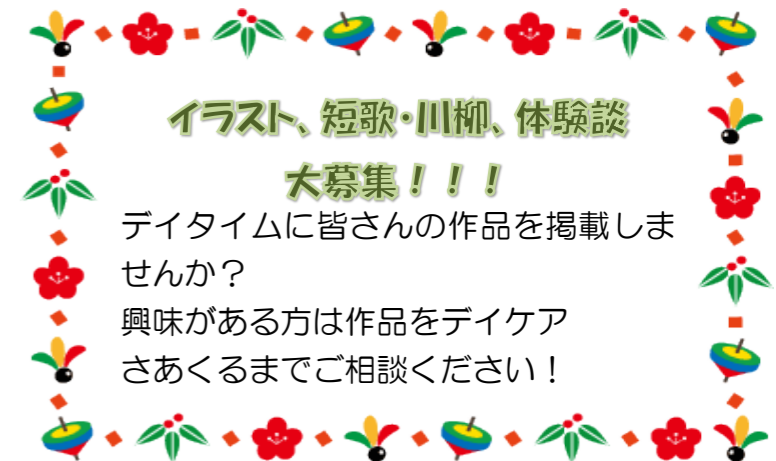 イラスト、短歌・川柳、体験談
大募集！！！
デイタイムに皆さんの作品を掲載しま
せんか？
興味がある方は作品をデイケア
さあくるまでご相談ください！